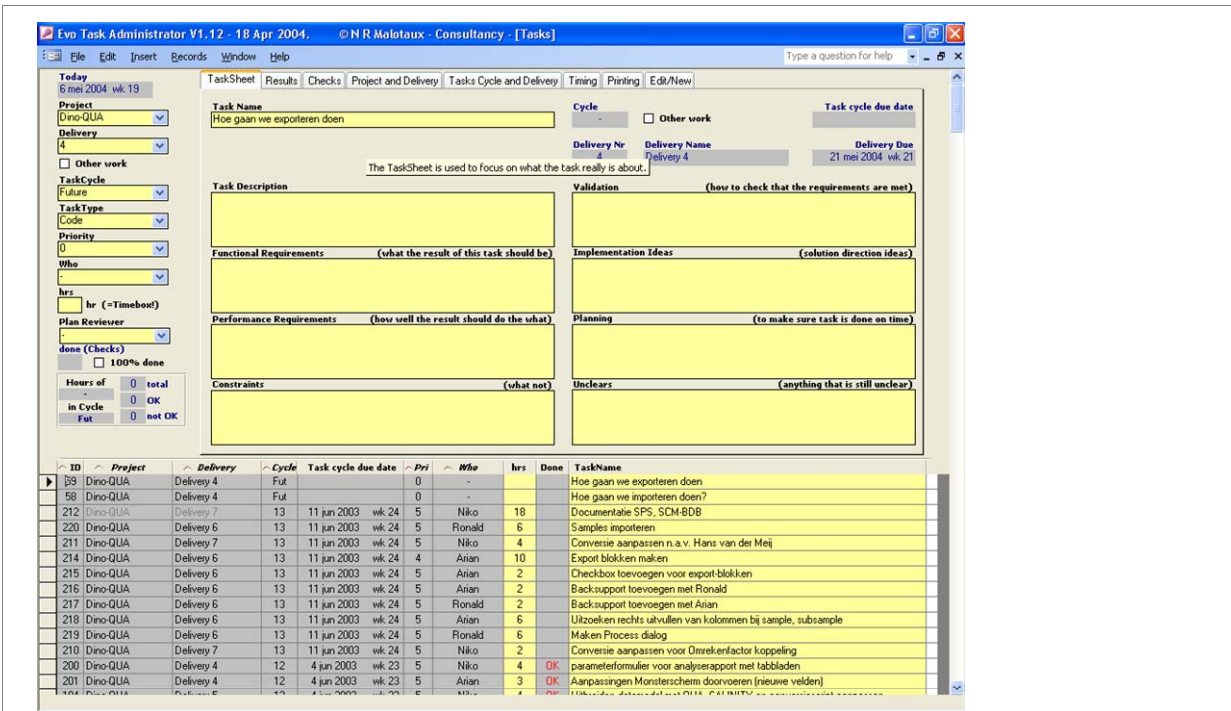 Evo Task Administrator V1.12 - 18 Apr 2004. © N R Malotaux - Consultancy - [Tasks]
File Edit Insert Records Window Help Type a question for help
Today
6 mei 2004 wk 19
TaskSheet Results Checks Project and Delivery Tasks Cycle and Delivery Timing Printing Edit/New
Project
Dino-QUA
Delivery
4
Other work
TaskCycle
Future
TaskType
Code
Priority
0
Who
-
hrs
hr (=Timebox!)
Plan Reviewer
-
done (Checks)
100% done
Hours of 0 total
-
0 OK
in Cycle
Fut 0 not OK
Task Name
Hoe gaan we exporteren doen
Cycle
-
Other work
Task cycle due date
Delivery Nr Delivery Name Delivery Due
4 Delivery 4 21 mei 2004 wk 21
The TaskSheet is used to focus on what the task really is about.
Task Description
Validation (how to check that the requirements are met)
Functional Requirements (what the result of this task should be)
Implementation Ideas (solution direction ideas)
Performance Requirements (how well the result should do the what)
Planning (to make sure task is done on time)
Constraints (what not)
Unclears (anything that is still unclear)
ID Project Delivery Cycle Task cycle due date Pri Who hrs Done TaskName
59 Dino-QUA Delivery 4 Fut 0 - Hoe gaan we exporteren doen
58 Dino-QUA Delivery 4 Fut 0 - Hoe gaan we importeren doen?
212 Dino-QUA Delivery 7 13 11 jun 2003 wk 24 5 Niko 18 Documentatie SPS, SCM-BDB
220 Dino-QUA Delivery 6 13 11 jun 2003 wk 24 5 Ronald 6 Samples importeren
211 Dino-QUA Delivery 7 13 11 jun 2003 wk 24 5 Niko 4 Conversie aanpassen n.a.v. Hans van der Meij
214 Dino-QUA Delivery 6 13 11 jun 2003 wk 24 4 Arian 10 Export blokken maken
215 Dino-QUA Delivery 6 13 11 jun 2003 wk 24 5 Arian 2 Checkbox toevoegen voor export-blokken
216 Dino-QUA Delivery 6 13 11 jun 2003 wk 24 5 Arian 2 Backsupport toevoegen met Ronald
217 Dino-QUA Delivery 6 13 11 jun 2003 wk 24 5 Ronald 2 Backsupport toevoegen met Arian
218 Dino-QUA Delivery 6 13 11 jun 2003 wk 24 5 Arian 6 Uitzoeken rechts uitvullen van kolommen bij sample, subsample
219 Dino-QUA Delivery 6 13 11 jun 2003 wk 24 5 Ronald 6 Maken Process dialog
210 Dino-QUA Delivery 7 13 11 jun 2003 wk 24 5 Niko 2 Conversie aanpassen voor Omrekenfactor koppeling
200 Dino-QUA Delivery 4 12 4 jun 2003 wk 23 5 Niko 4 OK parameterformulier voor analyserapport met tabbladen
201 Dino-QUA Delivery 4 12 4 jun 2003 wk 23 5 Arian 3 OK Aanpassingen Monsterscherm doorvoeren (nieuwe velden)